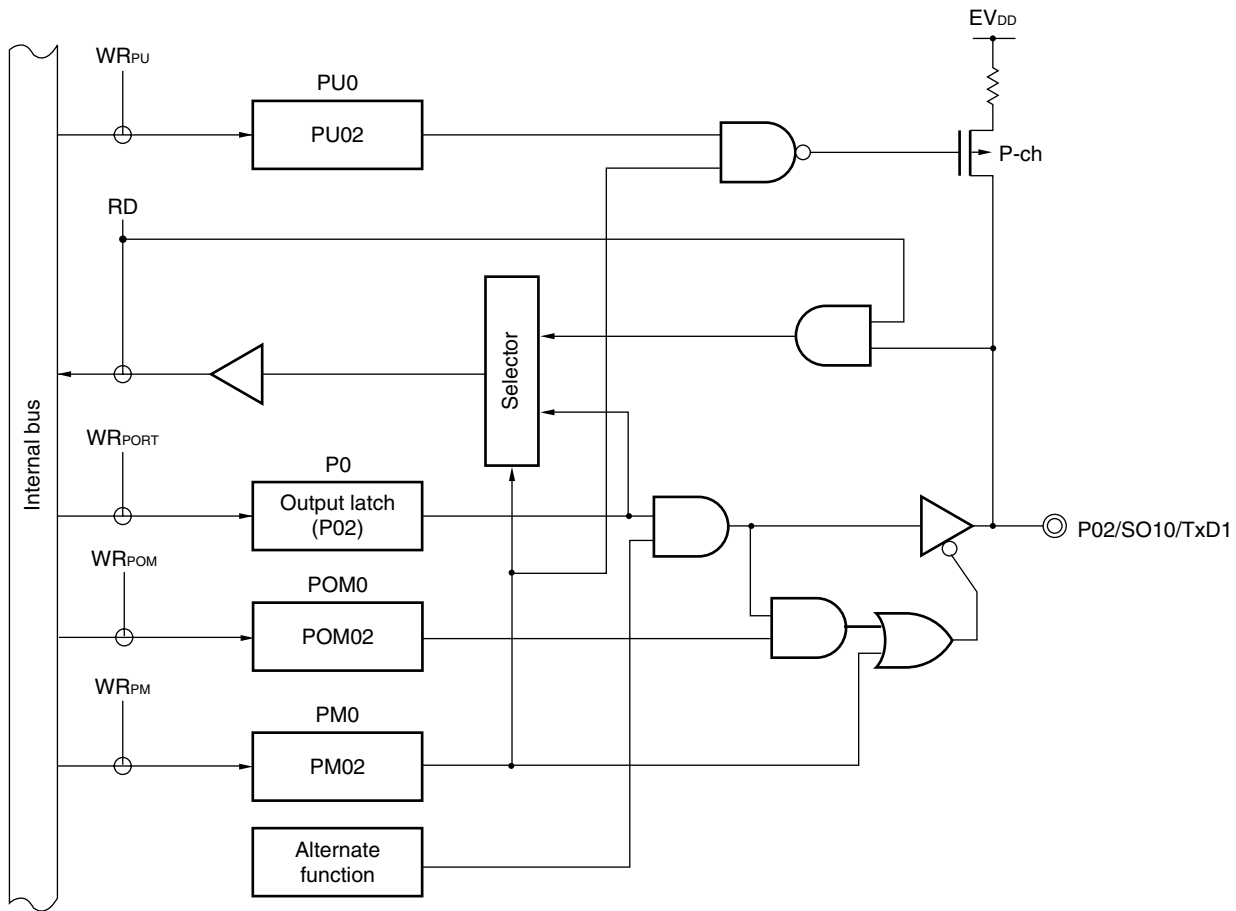 EVDD
WRPU
PU0
PU02
P-ch
RD
Selector
Internal bus
WRPORT
P0
Output latch
(P02)
P02/SO10/TxD1
WRPOM
POM0
POM02
WRPM
PM0
PM02
Alternate
function